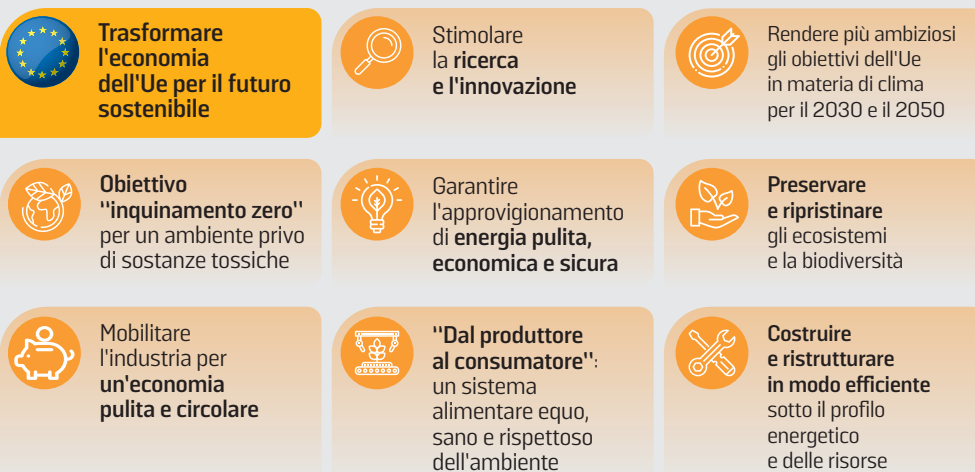 Trasformare
l'economia
dell'Ue per il futuro
sostenibile
Stimolare
la ricerca
e l'innovazione
Rendere più ambiziosi
gli obiettivi dell'Ue
in materia di clima
per il 2030 e il 2050
Obiettivo
"inquinamento zero"
per un ambiente privo
di sostanze tossiche
Garantire
l'approvigionamento
di energia pulita,
economica e sicura
Preservare
e ripristinare
gli ecosistemi
e la biodiversità
Mobilitare
l'industria per
un'economia
pulita e circolare
"Dal produttore
al consumatore":
un sistema
alimentare equo,
sano e rispettoso
dell'ambiente
Costruire
e ristrutturare
in modo efficiente
sotto il profilo
energetico
e delle risorse